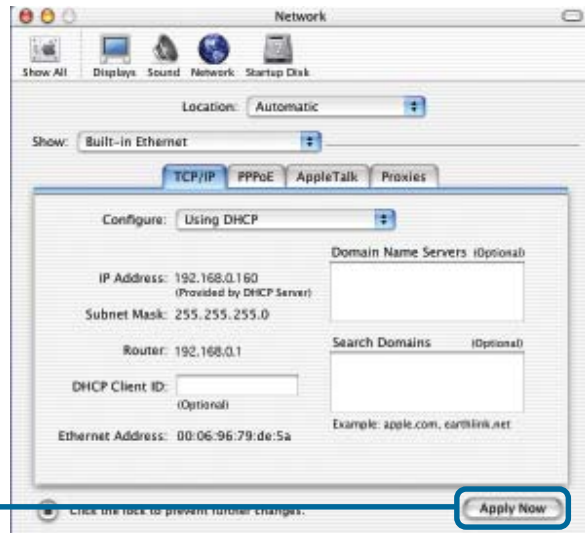 Network
Show All Displays Sound Network Startup Disk
Location: Automatic
Show: Built-in Ethernet
TCP/IP PPPoE AppleTalk Proxies
Configure: Using DHCP
Domain Name Servers (Optional)
IP Address: 192.168.0.160
(Provided by DHCP Server)
Subnet Mask: 255.255.255.0
Router: 192.168.0.1
Search Domains (Optional)
DHCP Client ID:
(Optional)
Example: apple.com, earthlink.net
Ethernet Address: 00:06:96:79:de:5a
Click the lock to prevent further changes.
Apply Now